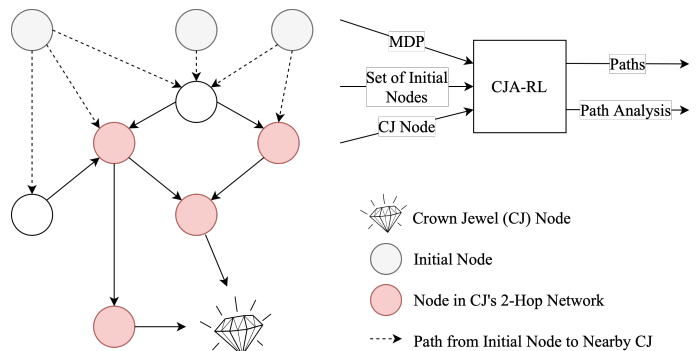 MDP
Set of Initial
Nodes
CJ Node
CJA-RL
Paths
Path Analysis
Crown Jewel (CJ) Node
Initial Node
Node in CJ's 2-Hop Network
Path from Initial Node to Nearby CJ